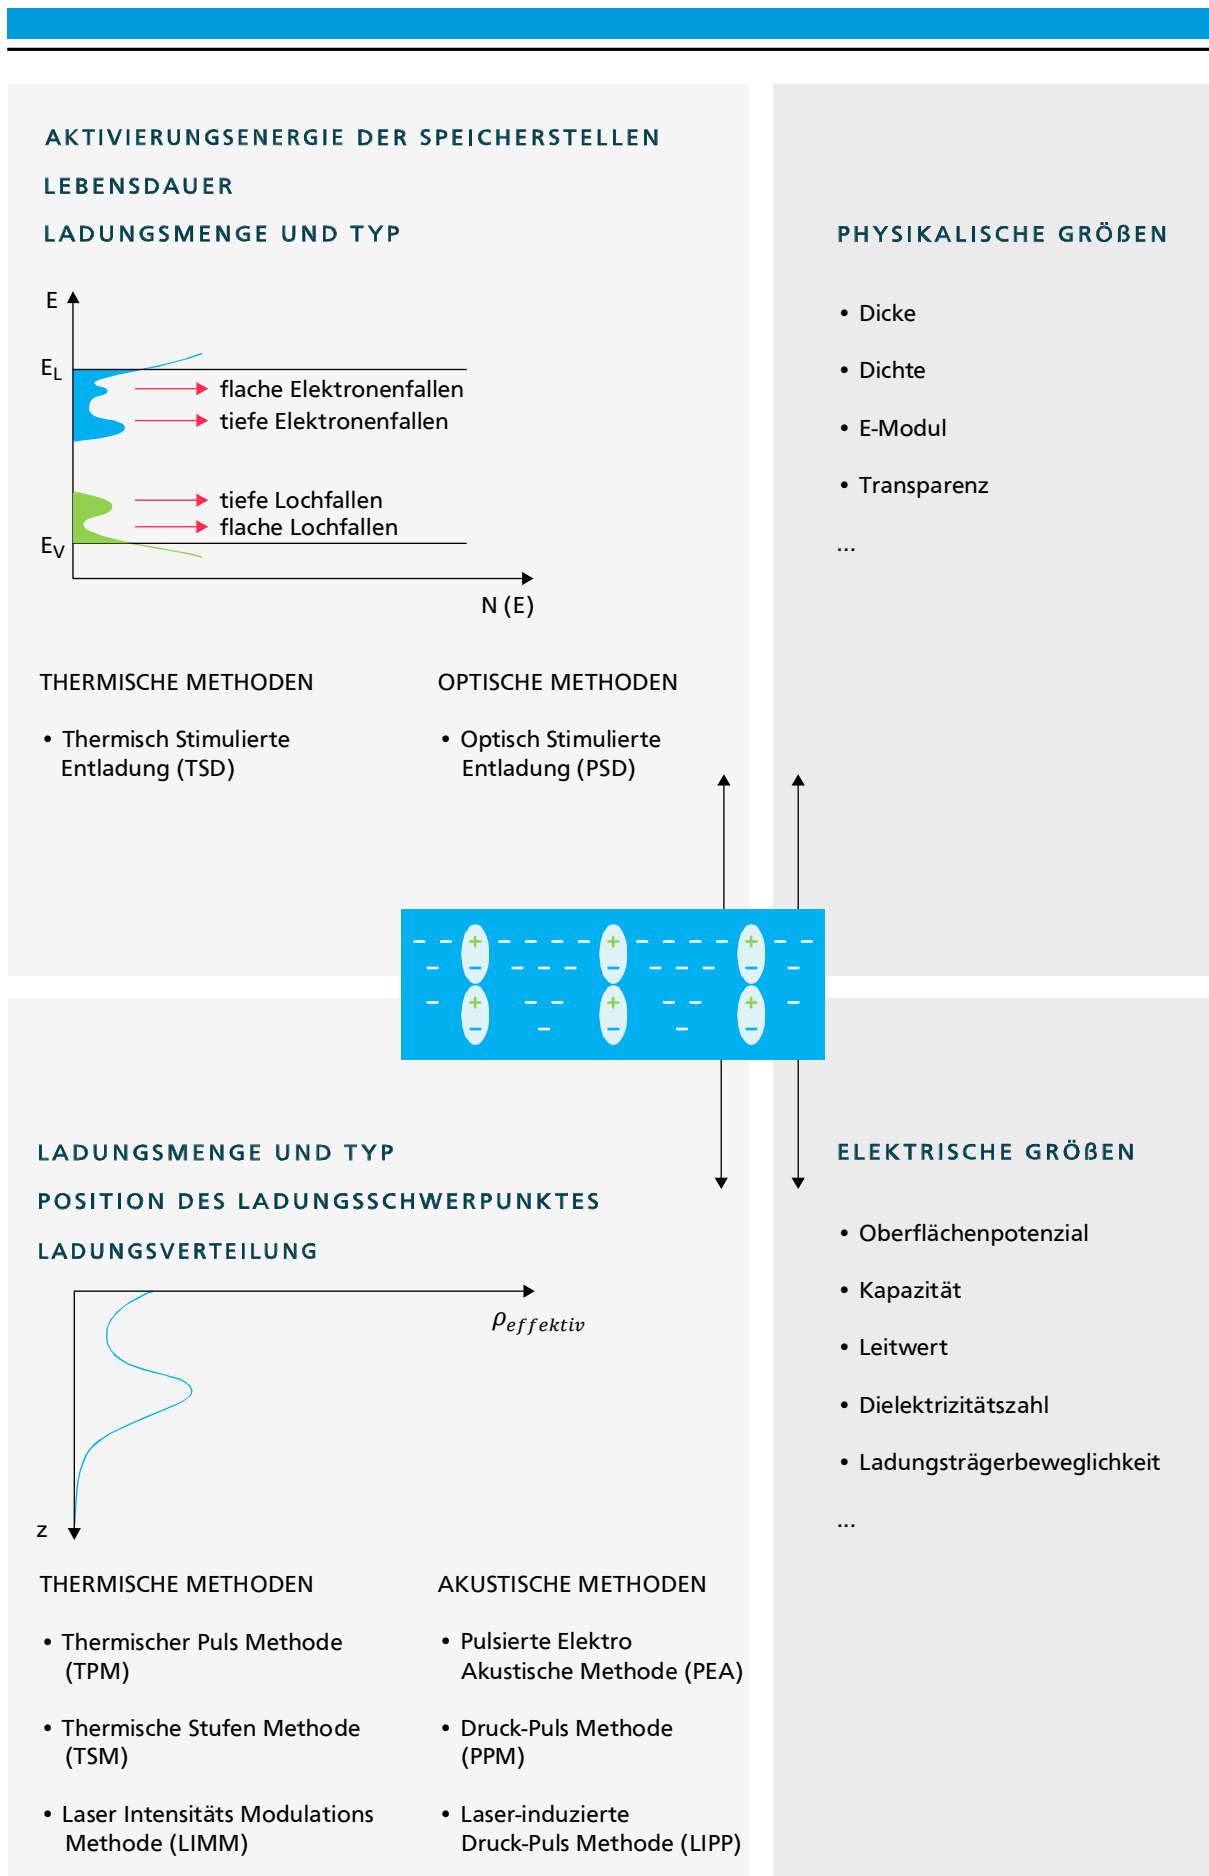 AKTIVIERUNGSENERGIE DER SPEICHERSTELLEN
LEBENSDAUER
LADUNGSMENGE UND TYP
E
E_L
flache Elektronenfallen
tiefe Elektronenfallen
tiefe Lochfallen
flache Lochfallen
E_V
N (E)
THERMISCHE METHODEN
• Thermisch Stimulierte
Entladung (TSD)
OPTISCHE METHODEN
• Optisch Stimulierte
Entladung (PSD)
PHYSIKALISCHE GRÖßEN
• Dicke
• Dichte
• E-Modul
• Transparenz
...
LADUNGSMENGE UND TYP
POSITION DES LADUNGSSCHWERPUNKTES
LADUNGSVERTEILUNG
ρ_effektiv
z
THERMISCHE METHODEN
• Thermischer Puls Methode
(TPM)
• Thermische Stufen Methode
(TSM)
• Laser Intensitäts Modulations
Methode (LIMM)
AKUSTISCHE METHODEN
• Pulsierte Elektro
Akustische Methode (PEA)
• Druck-Puls Methode
(PPM)
• Laser-induzierte
Druck-Puls Methode (LIPP)
ELEKTRISCHE GRÖßEN
• Oberflächenpotenzial
• Kapazität
• Leitwert
• Dielektrizitätszahl
• Ladungsträgerbeweglichkeit
...